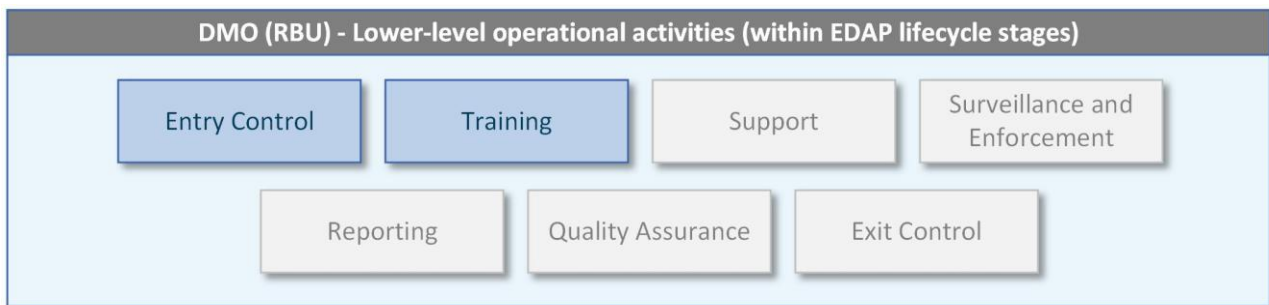 DMO (RBU) - Lower-level operational activities (within EDAP lifecycle stages)
Entry Control
Training
Support
Surveillance and
Enforcement
Reporting
Quality Assurance
Exit Control